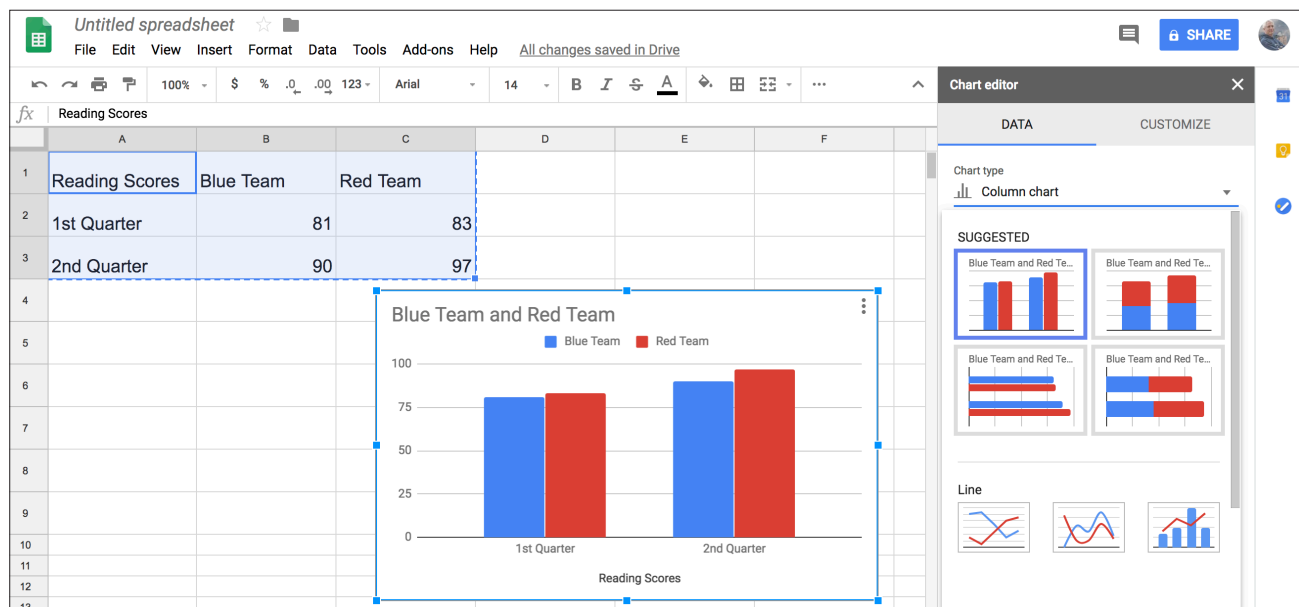 Untitled spreadsheet
File Edit View Insert Format Data Tools Add-ons Help All changes saved in Drive
SHARE
100% $ % .0 .00 123 Arial 14 B I S A
fx Reading Scores
A B C D E F
1 Reading Scores Blue Team Red Team
2 1st Quarter 81 83
3 2nd Quarter 90 97
4
5
6
7
8
9
10
11
12
13
Blue Team and Red Team
Blue Team Red Team
100
75
50
25
0
1st Quarter 2nd Quarter
Reading Scores
Chart editor
DATA CUSTOMIZE
Chart type
Column chart
SUGGESTED
Blue Team and Red Te... Blue Team and Red Te...
Blue Team and Red Te... Blue Team and Red Te...
Line
31